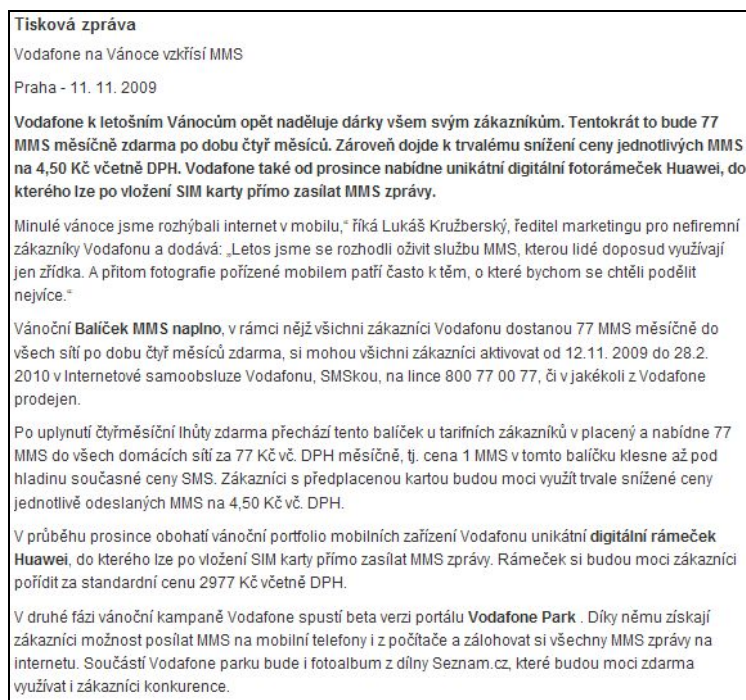 Tisková zpráva
Vodafone na Vánoce vzkřísí MMS
Praha - 11. 11. 2009
Vodafone k letošním Vánocům opět naděluje dárky všem svým zákazníkům. Tentokrát to bude 77
MMS měsíčně zdarma po dobu čtyř měsíců. Zároveň dojde k trvalému snížení ceny jednotlivých MMS
na 4,50 Kč včetně DPH. Vodafone také od prosince nabídne unikátní digitální fotorámeček Huawei, do
kterého lze po vložení SIM karty přímo zasílat MMS zprávy.
Minulé vánoce jsme rozhýbali internet v mobilu,“ říká Lukáš Kružberský, ředitel marketingu pro nefiremní
zákazníky Vodafonu a dodává: „Letos jsme se rozhodli oživit službu MMS, kterou lidé doposud využívají
jen zřídka. A přitom fotografie pořízené mobilem patří často k těm, o které bychom se chtěli podělit
nejvíce.“
Vánoční Balíček MMS naplno, v rámci nějž všichni zákazníci Vodafonu dostanou 77 MMS měsíčně do
všech sítí po dobu čtyř měsíců zdarma, si mohou všichni zákazníci aktivovat od 12.11. 2009 do 28.2.
2010 v Internetové samoobsluze Vodafonu, SMSkou, na lince 800 77 00 77, či v jakékoli z Vodafone
prodejen.
Po uplynutí čtyřměsíční lhůty zdarma přechází tento balíček u tarifních zákazníků v placený a nabídne 77
MMS do všech domácích sítí za 77 Kč vč. DPH měsíčně, tj. cena 1 MMS v tomto balíčku klesne až pod
hladinu současné ceny SMS. Zákazníci s předplacenou kartou budou moci využít trvale snížené ceny
jednotlivě odeslaných MMS na 4,50 Kč vč. DPH.
V průběhu prosince obohatí vánoční portfolio mobilních zařízení Vodafonu unikátní digitální rámeček
Huawei, do kterého lze po vložení SIM karty přímo zasílat MMS zprávy. Rámeček si budou moci zákazníci
pořídit za standardní cenu 2977 Kč včetně DPH.
V druhé fázi vánoční kampaně Vodafone spustí beta verzi portálu Vodafone Park . Díky němu získají
zákazníci možnost posílat MMS na mobilní telefony i z počítače a zálohovat si všechny MMS zprávy na
internetu. Součástí Vodafone parku bude i fotoalbum z dílny Seznam.cz, které budou moci zdarma
využívat i zákazníci konkurence.